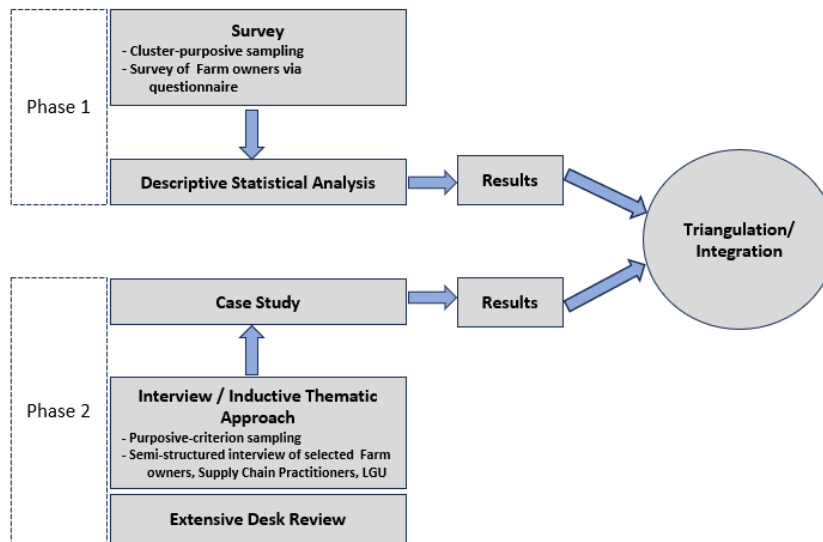 Phase 1
Survey
- Cluster-purposive sampling
- Survey of Farm owners via
questionnaire
Descriptive Statistical Analysis
Results
Triangulation/
Integration
Phase 2
Case Study
Results
Interview / Inductive Thematic
Approach
- Purposive-criterion sampling
- Semi-structured interview of selected Farm
owners, Supply Chain Practitioners, LGU
Extensive Desk Review